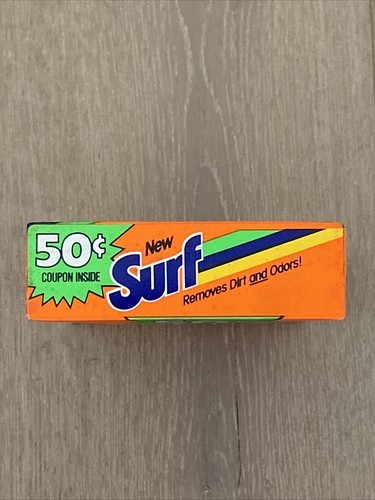 50¢
COUPON INSIDE
New
Surf
Removes Dirt and Odors!